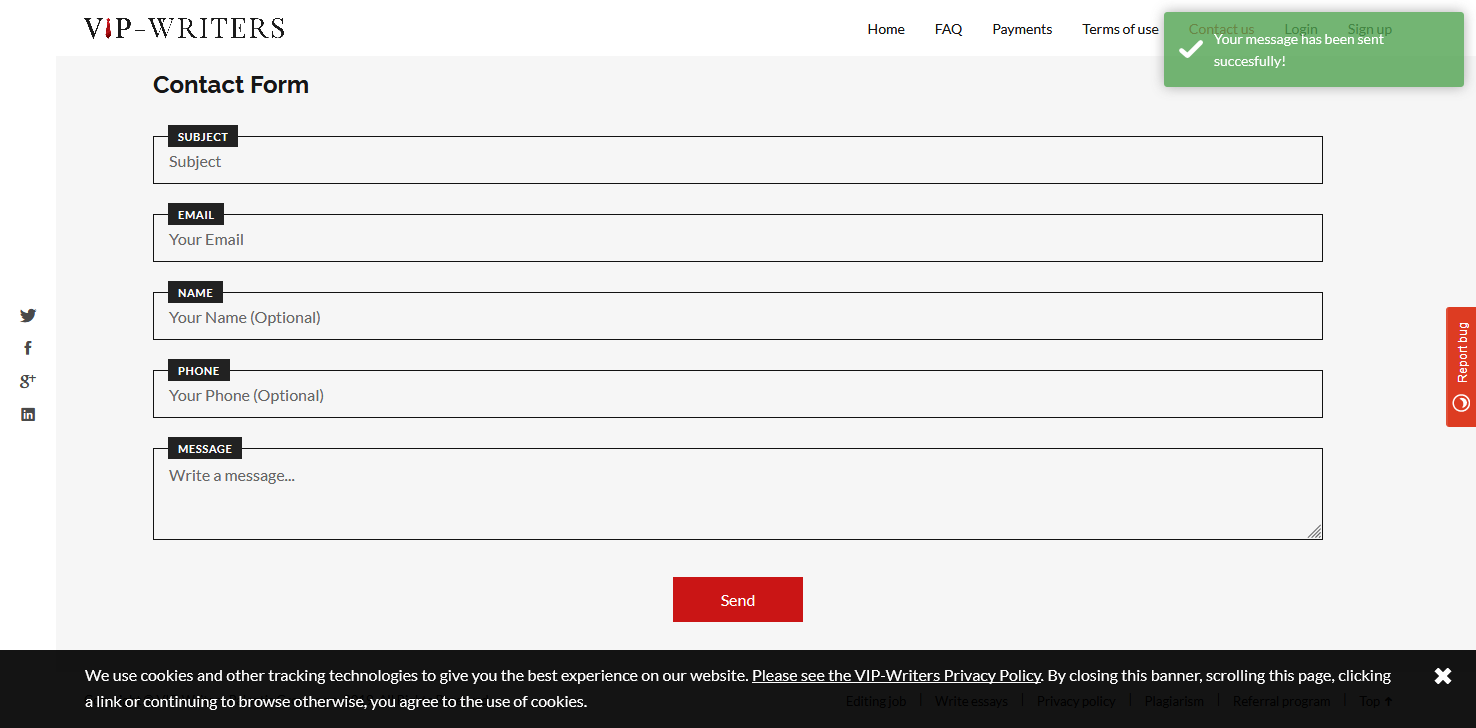 VIP-WRITERS
Home FAQ Payments Terms of use Contact us Login Sign up
Your message has been sent
succesfully!
Contact Form
SUBJECT
Subject
EMAIL
Your Email
NAME
Your Name (Optional)
PHONE
Your Phone (Optional)
MESSAGE
Write a message...
Send
g+
in
Report bug
We use cookies and other tracking technologies to give you the best experience on our website. Please see the VIP-Writers Privacy Policy. By closing this banner, scrolling this page, clicking
a link or continuing to browse otherwise, you agree to the use of cookies.
Editing job Write essays Privacy policy Plagiarism Referral program Top